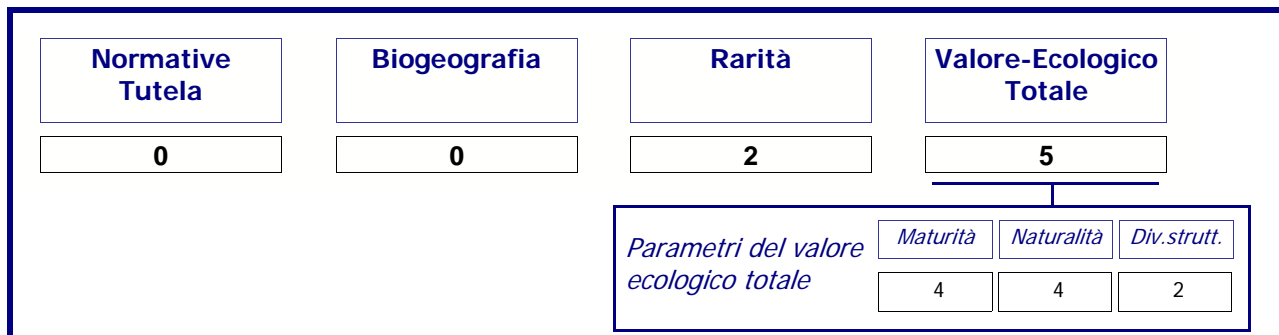 Normative Tutela
Biogeografia
Rarità
Valore-Ecologico Totale
0
0
2
5
Parametri del valore ecologico totale
Maturità
Naturalità
Div.strutt.
4
4
2